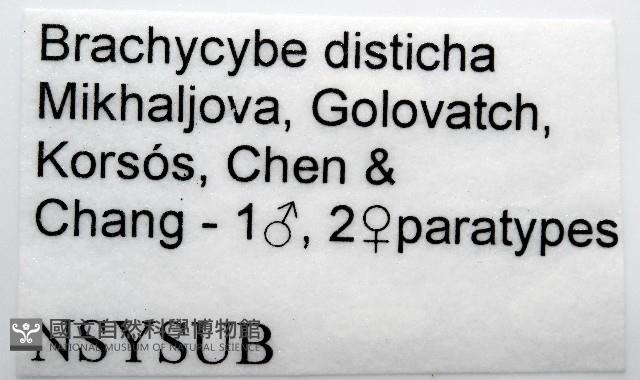 Brachycybe disticha
Mikhaljova, Golovatch,
Korsós, Chen &
Chang - 1♂, 2♀paratypes
國立自然科學博物館
NATIONAL MUSEUM OF NATURAL SCIENCE
NSYSUB